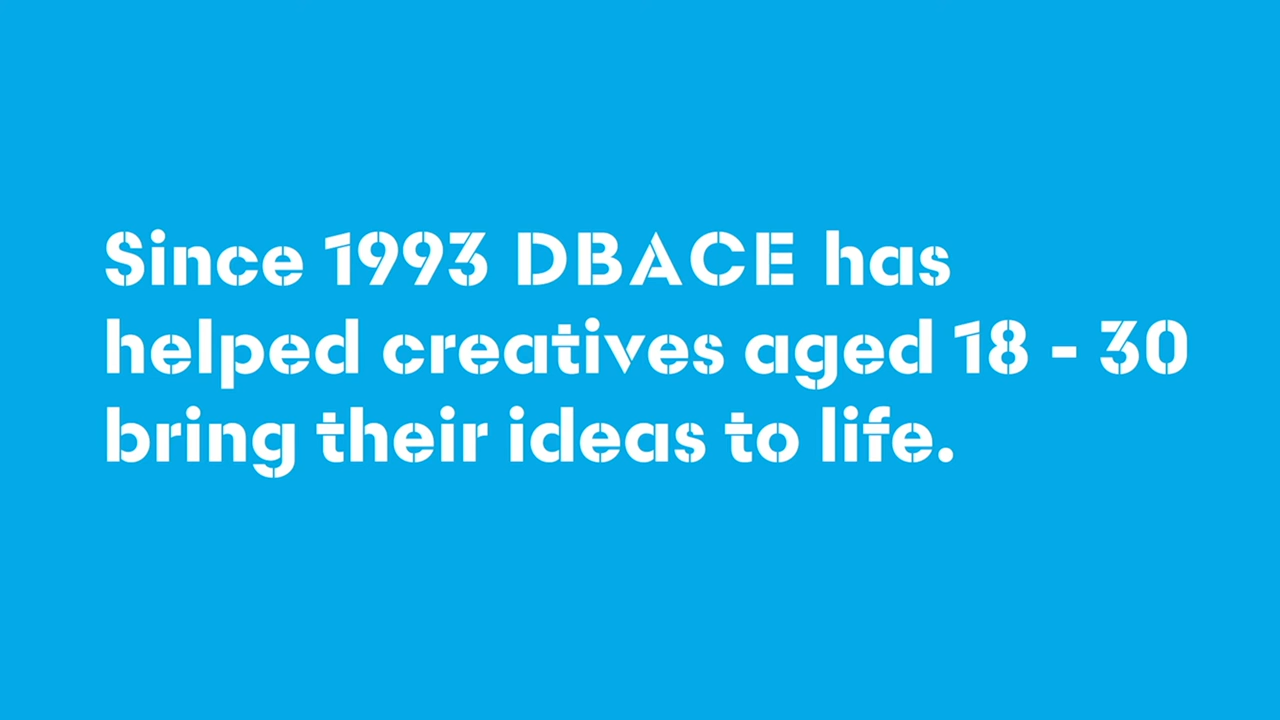 Since 1993 DBACE has
helped creatives aged 18 - 30
bring their ideas to life.